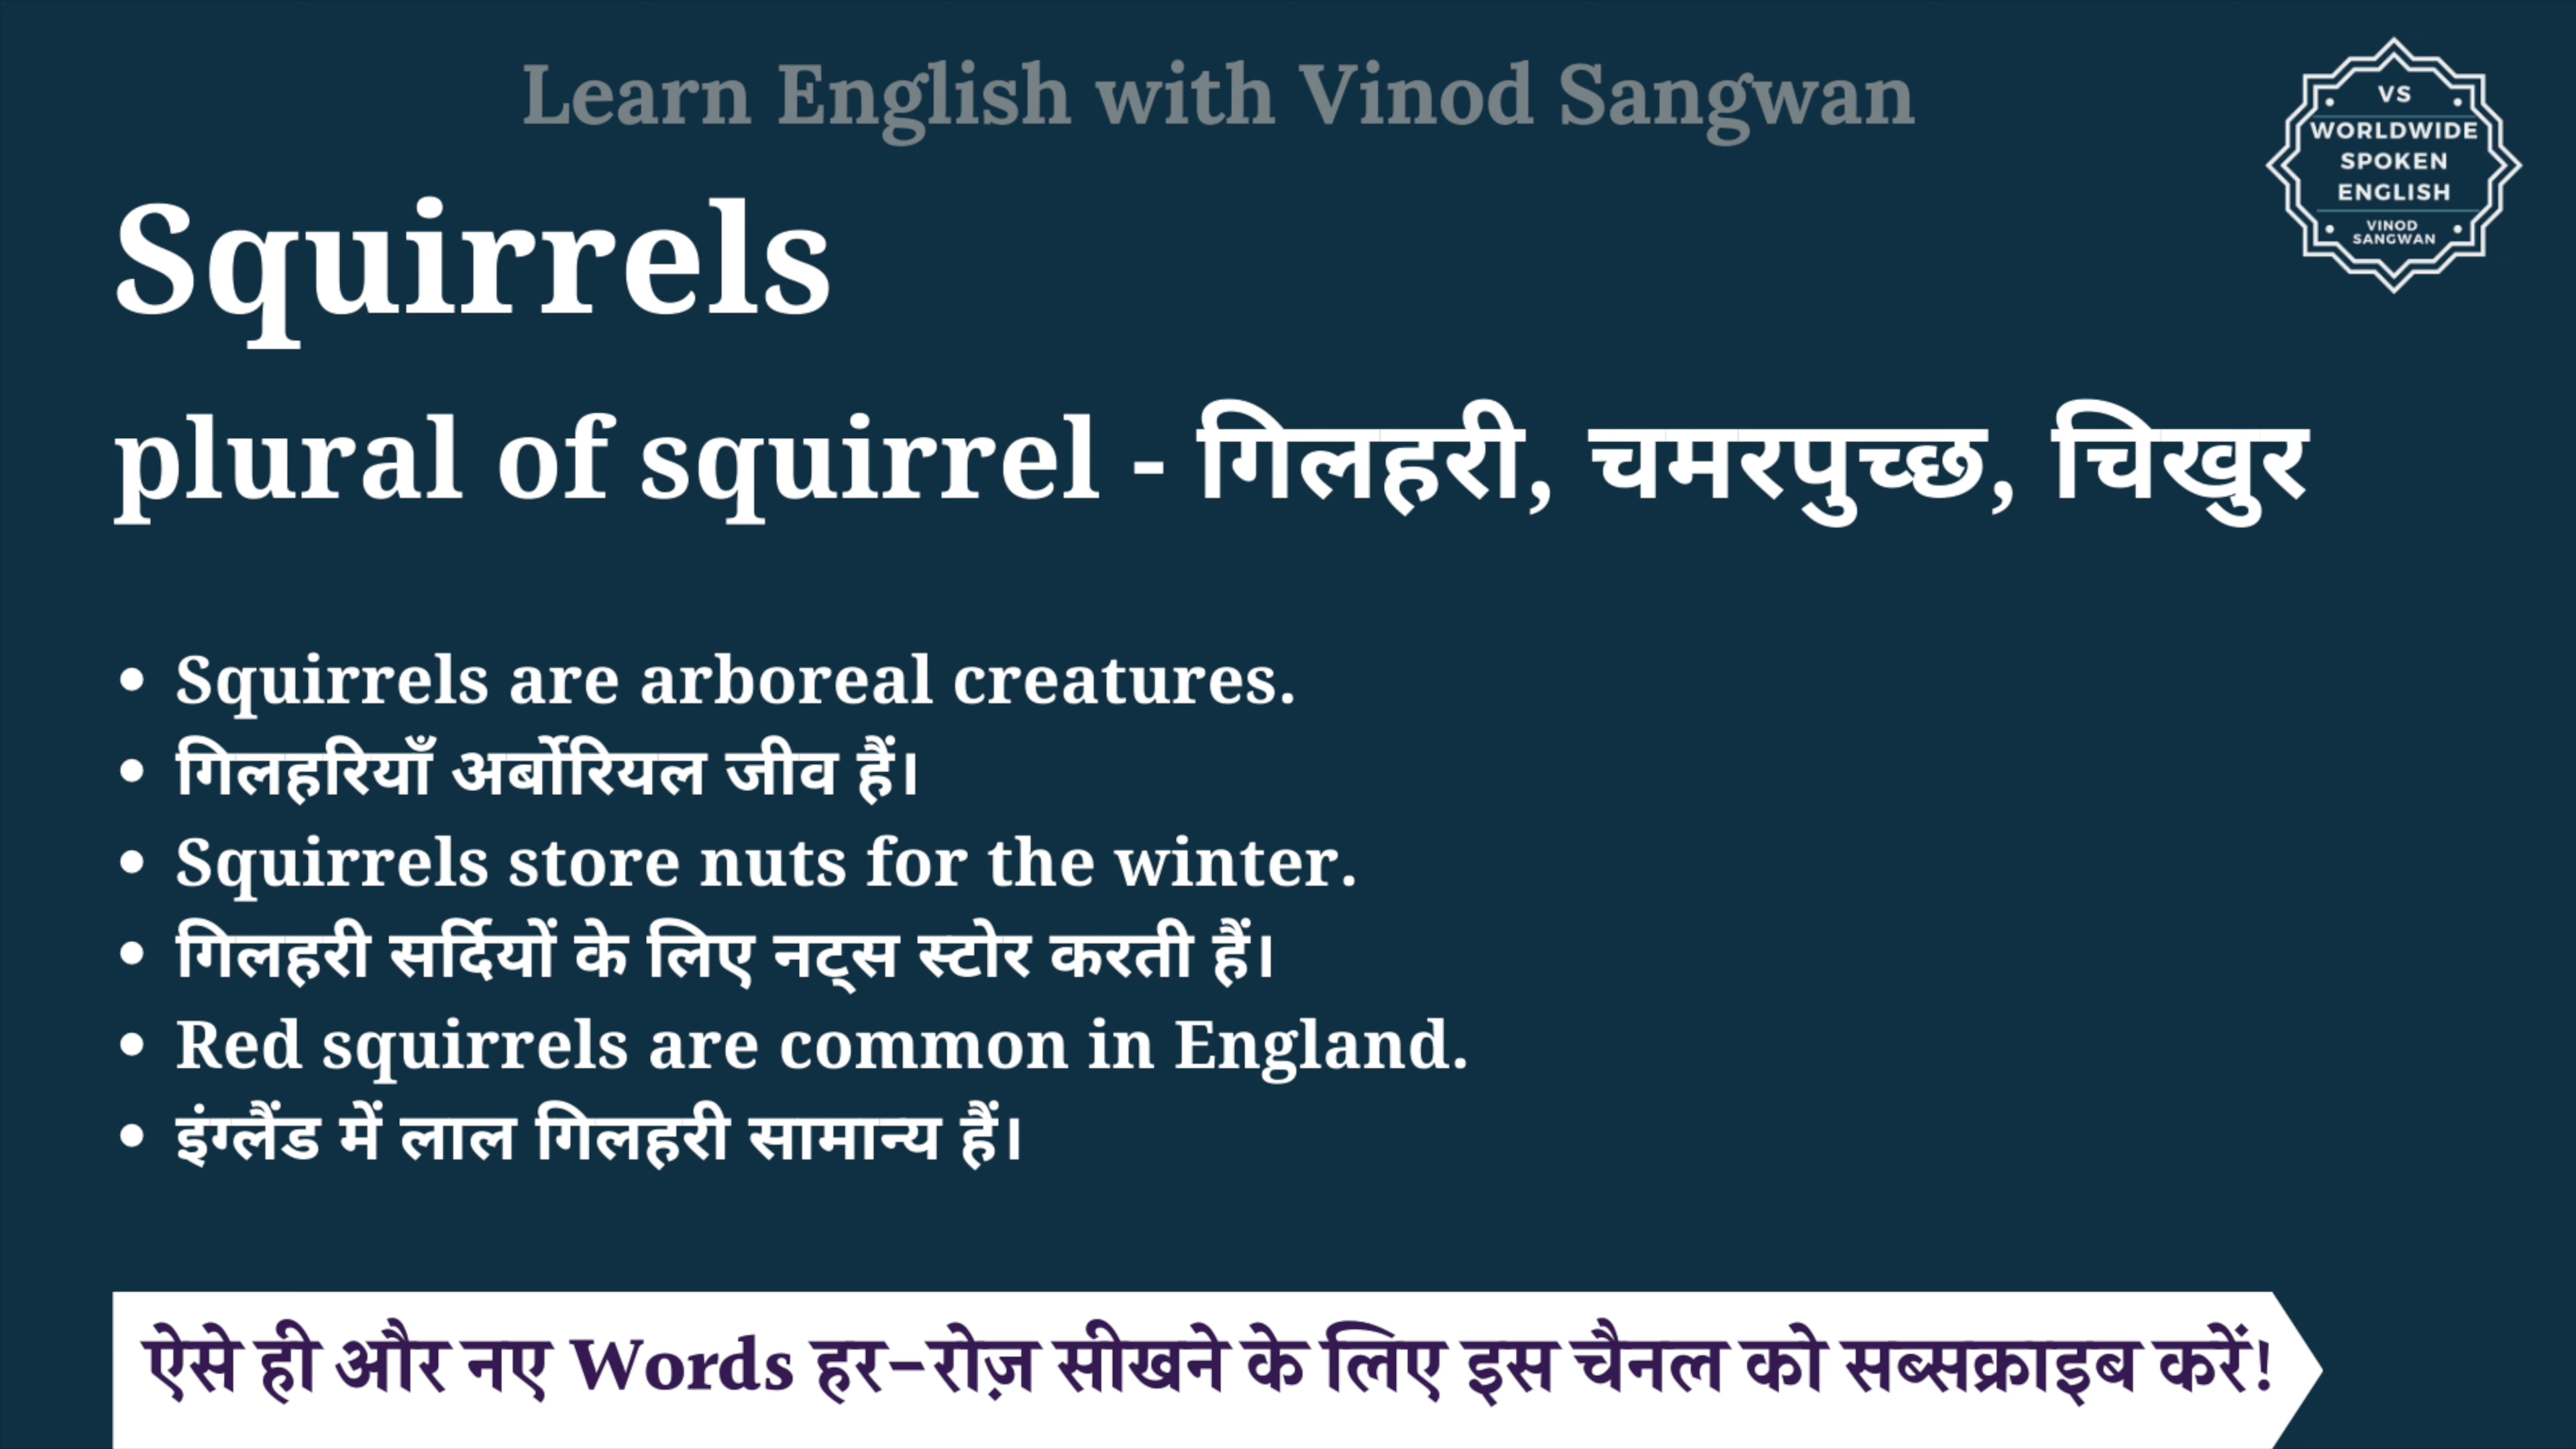 Learn English with Vinod Sangwan
VS
WORLDWIDE
SPOKEN
ENGLISH
VINOD
SANGWAN
Squirrels
plural of squirrel - गिलहरी, चमरपुच्छ, चिखुर
• Squirrels are arboreal creatures.
• गिलहरियाँ अर्बोरियल जीव हैं।
• Squirrels store nuts for the winter.
• गिलहरी सर्दियों के लिए नट्स स्टोर करती हैं।
• Red squirrels are common in England.
• इंग्लैंड में लाल गिलहरी सामान्य हैं।
ऐसे ही और नए Words हर-रोज़ सीखने के लिए इस चैनल को सब्सक्राइब करें!